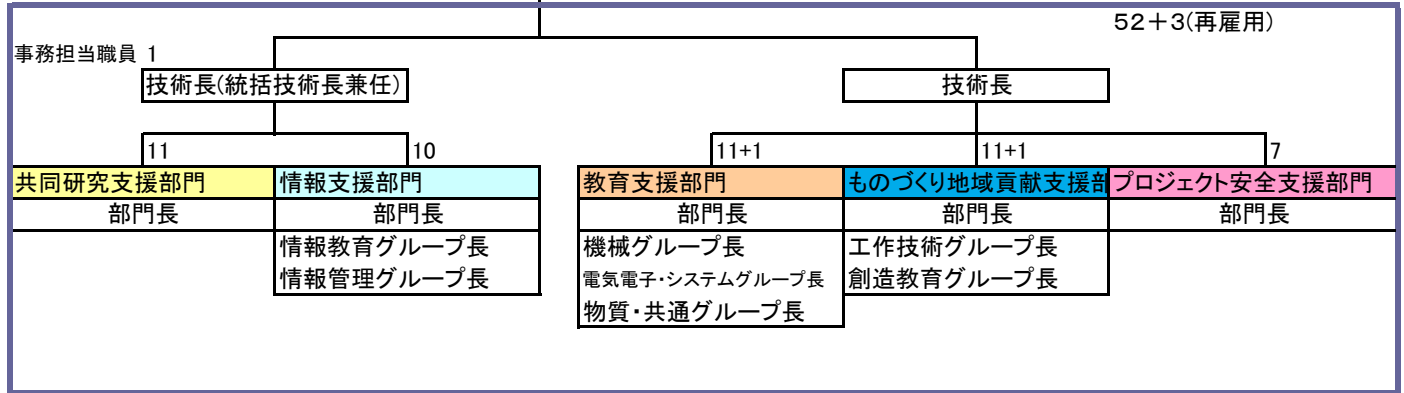 52+3(再雇用)
事務担当職員 1
技術長(統括技術長兼任)
技術長
11
10
11+1
11+1
7
共同研究支援部門
情報支援部門
教育支援部門
ものづくり地域貢献支援部
プロジェクト安全支援部門
部門長
部門長
部門長
部門長
部門長
情報教育グループ長
機械グループ長
工作技術グループ長
情報管理グループ長
電気電子・システムグループ長
創造教育グループ長
物質・共通グループ長